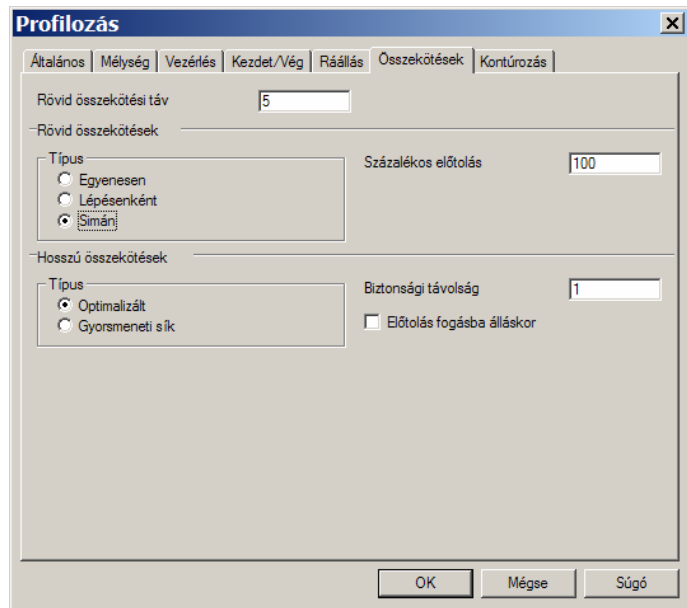 Profilozás
Általános Mélység Vezérlés Kezdet/Vég Ráállás Összekötések Kontúrozás
Rövid összekötési táv 5
Rövid összekötések
Típus
Egyenesen
Lépésenként
Simán
Százalékos előtolás 100
Hosszú összekötések
Típus
Optimalizált
Gyorsmeneti sík
Biztonsági távolság 1
Előtolás fogásba álláskor
OK Mégse Súgó